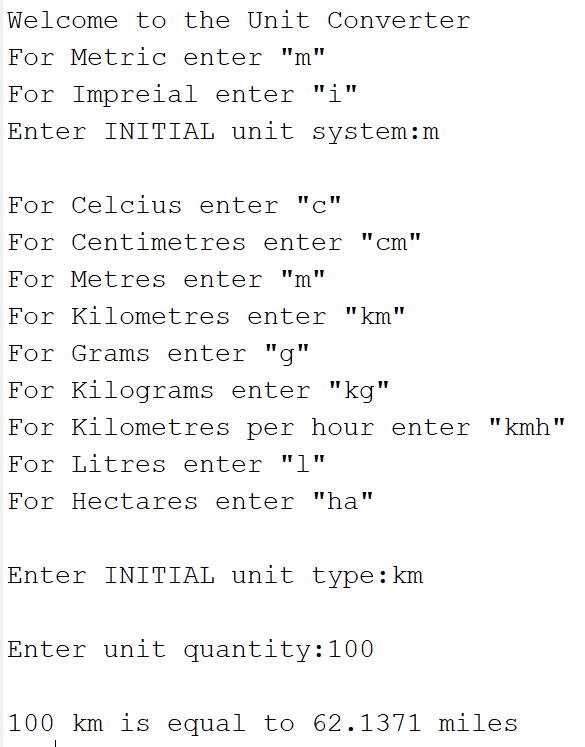 Welcome to the Unit Converter
For Metric enter "m"
For Impreial enter "i"
Enter INITIAL unit system:m
For Celcius enter "c"
For Centimetres enter "cm"
For Metres enter "m"
For Kilometres enter "km"
For Grams enter "g"
For Kilograms enter "kg"
For Kilometres per hour enter "kmh"
For Litres enter "l"
For Hectares enter "ha"
Enter INITIAL unit type:km
Enter unit quantity:100
100 km is equal to 62.1371 miles